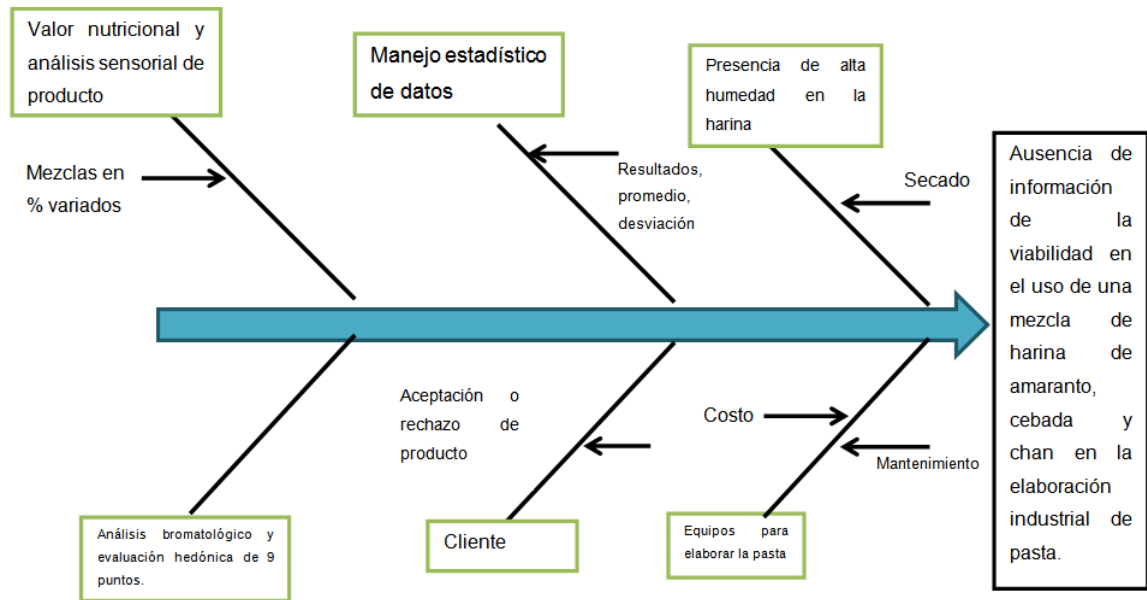 Valor nutricional y
análisis sensorial de
producto
Manejo estadístico
de datos
Presencia de alta
humedad en la
harina
Mezclas en
% variados
Resultados,
promedio,
desviación
Secado
Ausencia de
información
de la
viabilidad en
el uso de una
mezcla de
harina de
amaranto,
cebada y
chan en la
elaboración
industrial de
pasta.
Aceptación o
rechazo de
producto
Costo
Mantenimiento
Análisis bromatológico y
evaluación hedónica de 9
puntos.
Cliente
Equipos para
elaborar la pasta